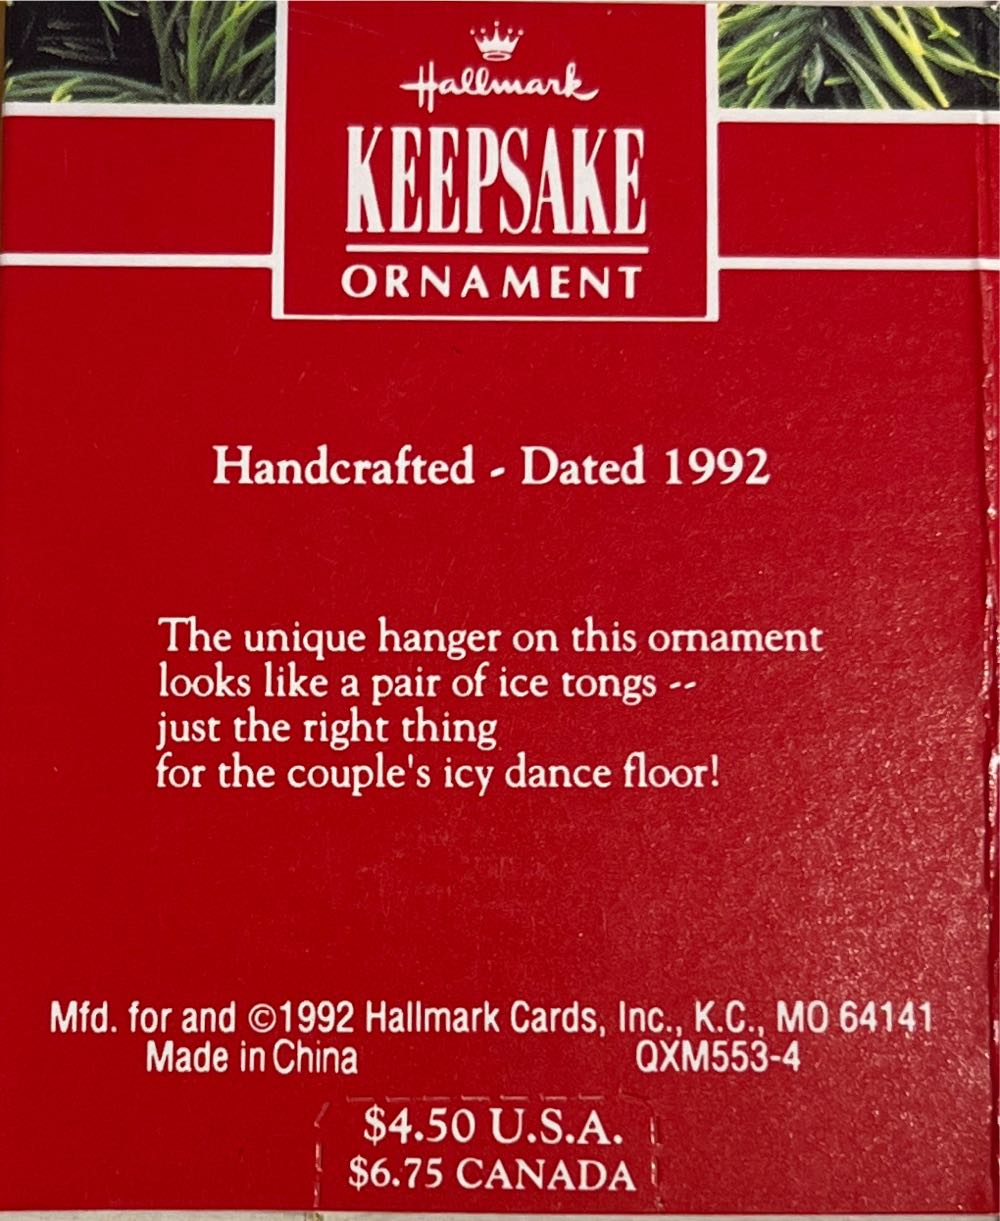 Hallmark
KEEPSAKE
ORNAMENT
Handcrafted - Dated 1992
The unique hanger on this ornament
looks like a pair of ice tongs --
just the right thing
for the couple's icy dance floor!
Mfd. for and ©1992 Hallmark Cards, Inc., K.C., MO 64141
Made in China QXM553-4
$4.50 U.S.A.
$6.75 CANADA